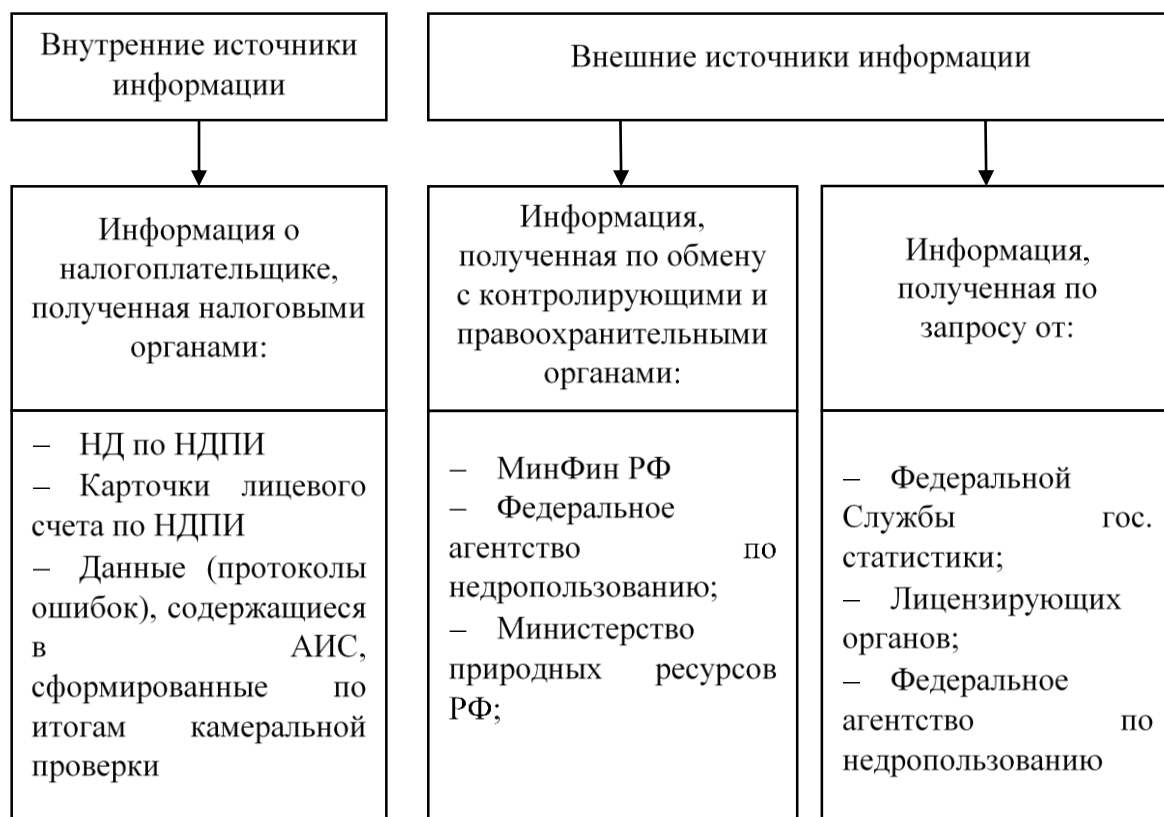 Внутренние источники
информации
Внешние источники информации
Информация о
налогоплательщике,
полученная налоговыми
органами:
– НД по НДПИ
– Карточки лицевого
счета по НДПИ
– Данные (протоколы
ошибок), содержащиеся
в АИС,
сформированные по
итогам камеральной
проверки
Информация,
полученная по обмену
с контролирующими и
правоохранительными
органами:
– МинФин РФ
– Федеральное
агентство по
недропользованию;
– Министерство
природных ресурсов
РФ;
Информация,
полученная по
запросу от:
– Федеральной
Службы гос.
статистики;
– Лицензирующих
органов;
– Федеральное
агентство по
недропользованию